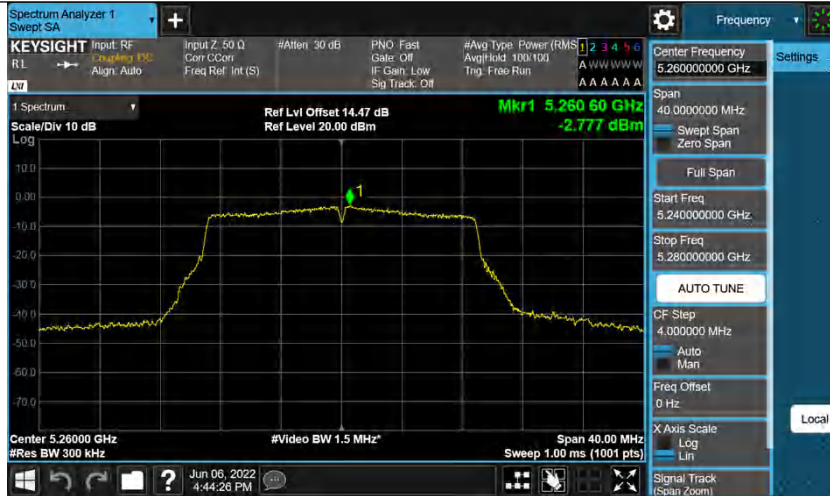 Spectrum Analyzer 1
Swept SA
+
Frequency
KEYSIGHT
RL
Input: RF
Coupling: DC
Align: Auto
Input Z: 50 Ω
Corr CCorr
Freq Ref: Int (S)
#Atten: 30 dB
PNO: Fast
Gate: Off
IF Gain: Low
Sig Track: Off
#Avg Type: Power (RMS
Avg|Hold: 100/100
Trig: Free Run
1 2 3 4 5 6
A W W W W W
A A A A A A
LNI
1 Spectrum
Scale/Div 10 dB
Log
Ref Lvl Offset 14.47 dB
Ref Level 20.00 dBm
Mkr1 5.260 60 GHz
-2.777 dBm
10.0
0.00
-10.0
-20.0
-30.0
-40.0
-50.0
-60.0
-70.0
1
Center 5.26000 GHz
#Res BW 300 kHz
#Video BW 1.5 MHz*
Span 40.00 MHz
Sweep 1.00 ms (1001 pts)
?
Jun 06, 2022
4:44:26 PM
Center Frequency
5.260000000 GHz
Span
40.0000000 MHz
Swept Span
Zero Span
Full Span
Start Freq
5.240000000 GHz
Stop Freq
5.280000000 GHz
AUTO TUNE
CF Step
4.000000 MHz
Auto
Man
Freq Offset
0 Hz
X Axis Scale
Log
Lin
Signal Track
(Span Zoom)
Settings
Local